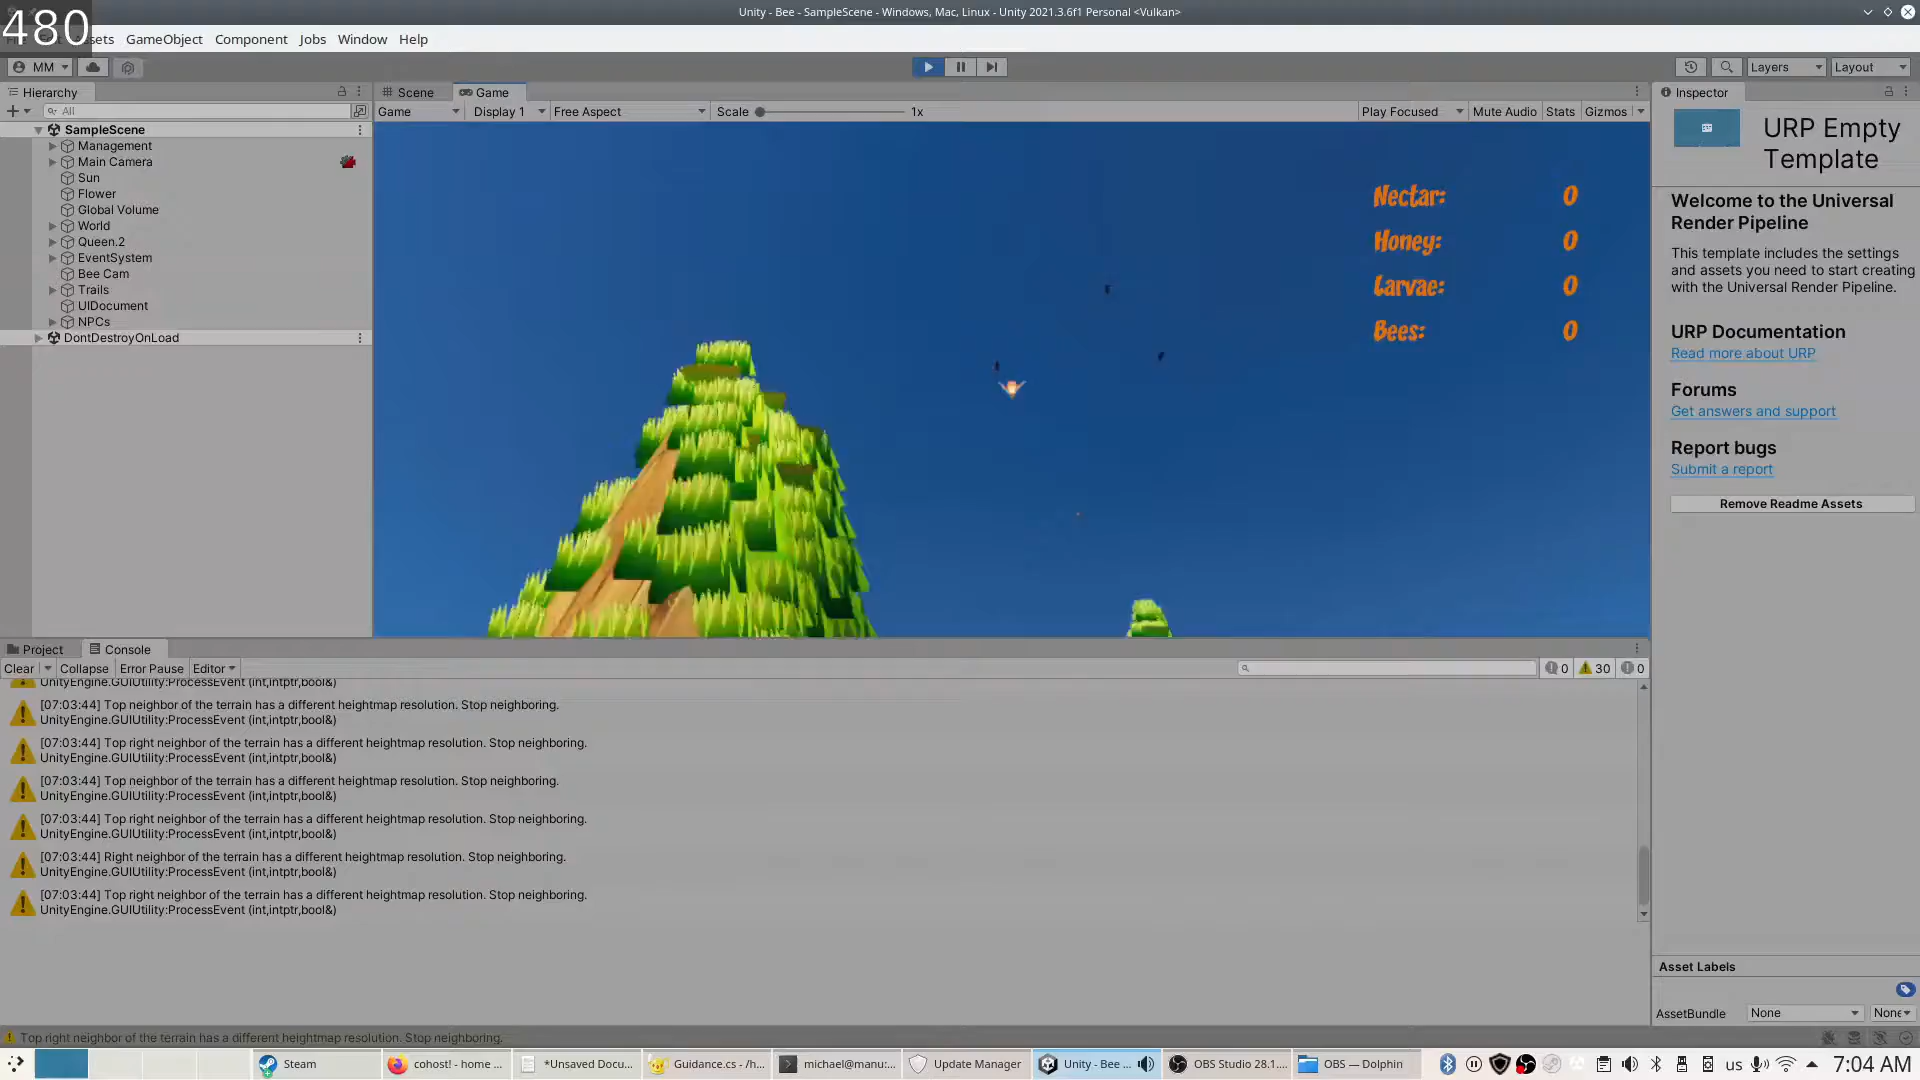 480
Unity - Bee - SampleScene - Windows, Mac, Linux - Unity 2021.3.6f1 Personal <Vulkan>
Assets GameObject Component Jobs Window Help
MM Layers Layout
Hierarchy
All
SampleScene
Management
Main Camera
Sun
Flower
Global Volume
World
Queen.2
EventSystem
Bee Cam
Trails
UIDocument
NPCs
DontDestroyOnLoad
Scene Game
Game Display 1 Free Aspect Scale 1x Play Focused Mute Audio Stats Gizmos
Nectar: 0
Honey: 0
Larvae: 0
Bees: 0
Inspector
URP Empty
Template
Welcome to the Universal
Render Pipeline
This template includes the settings
and assets you need to start creating
with the Universal Render Pipeline.
URP Documentation
Read more about URP
Forums
Get answers and support
Report bugs
Submit a report
Remove Readme Assets
Asset Labels
AssetBundle None None
Project Console
Clear Collapse Error Pause Editor 0 30 0
UnityEngine.GUIUtility:ProcessEvent (int,intptr,bool&)
[07:03:44] Top neighbor of the terrain has a different heightmap resolution. Stop neighboring.
UnityEngine.GUIUtility:ProcessEvent (int,intptr,bool&)
[07:03:44] Top right neighbor of the terrain has a different heightmap resolution. Stop neighboring.
UnityEngine.GUIUtility:ProcessEvent (int,intptr,bool&)
[07:03:44] Top neighbor of the terrain has a different heightmap resolution. Stop neighboring.
UnityEngine.GUIUtility:ProcessEvent (int,intptr,bool&)
[07:03:44] Top right neighbor of the terrain has a different heightmap resolution. Stop neighboring.
UnityEngine.GUIUtility:ProcessEvent (int,intptr,bool&)
[07:03:44] Right neighbor of the terrain has a different heightmap resolution. Stop neighboring.
UnityEngine.GUIUtility:ProcessEvent (int,intptr,bool&)
[07:03:44] Top right neighbor of the terrain has a different heightmap resolution. Stop neighboring.
UnityEngine.GUIUtility:ProcessEvent (int,intptr,bool&)
Top right neighbor of the terrain has a different heightmap resolution. Stop neighboring.
Steam cohost! - home ... *Unsaved Docu... Guidance.cs - /h... michael@manu:... Update Manager Unity - Bee ... OBS Studio 28.1.... OBS — Dolphin us 7:04 AM